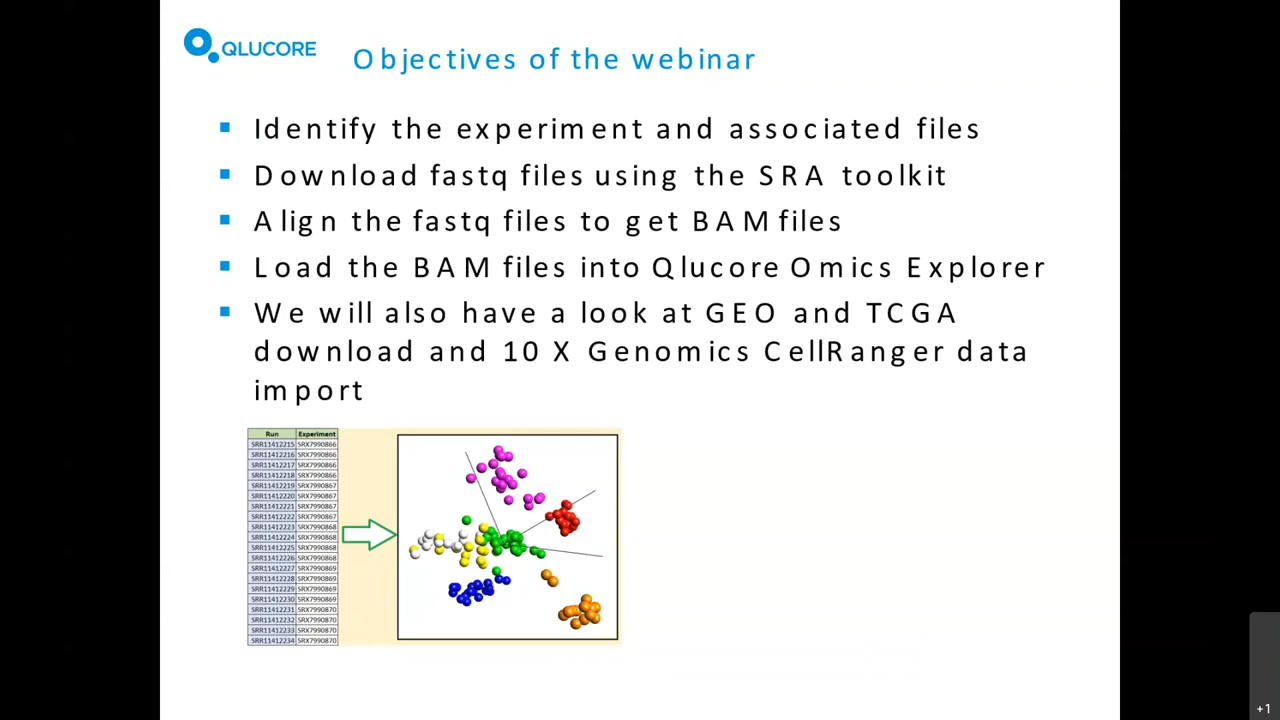 QLUCORE
Objectives of the webinar
Identify the experiment and associated files
Download fastq files using the SRA toolkit
Align the fastq files to get BAM files
Load the BAM files into Qlucore Omics Explorer
We will also have a look at GEO and TCGA
download and 10 X Genomics CellRanger data
import
Run Experiment
SRR11412215 SRX7990866
SRR11412216 SRX7990866
SRR11412217 SRX7990866
SRR11412218 SRX7990866
SRR11412219 SRX7990867
SRR11412220 SRX7990867
SRR11412221 SRX7990867
SRR11412222 SRX7990867
SRR11412223 SRX7990868
SRR11412224 SRX7990868
SRR11412225 SRX7990868
SRR11412226 SRX7990868
SRR11412227 SRX7990869
SRR11412228 SRX7990869
SRR11412229 SRX7990869
SRR11412230 SRX7990869
SRR11412231 SRX7990870
SRR11412232 SRX7990870
SRR11412233 SRX7990870
SRR11412234 SRX7990870
+1